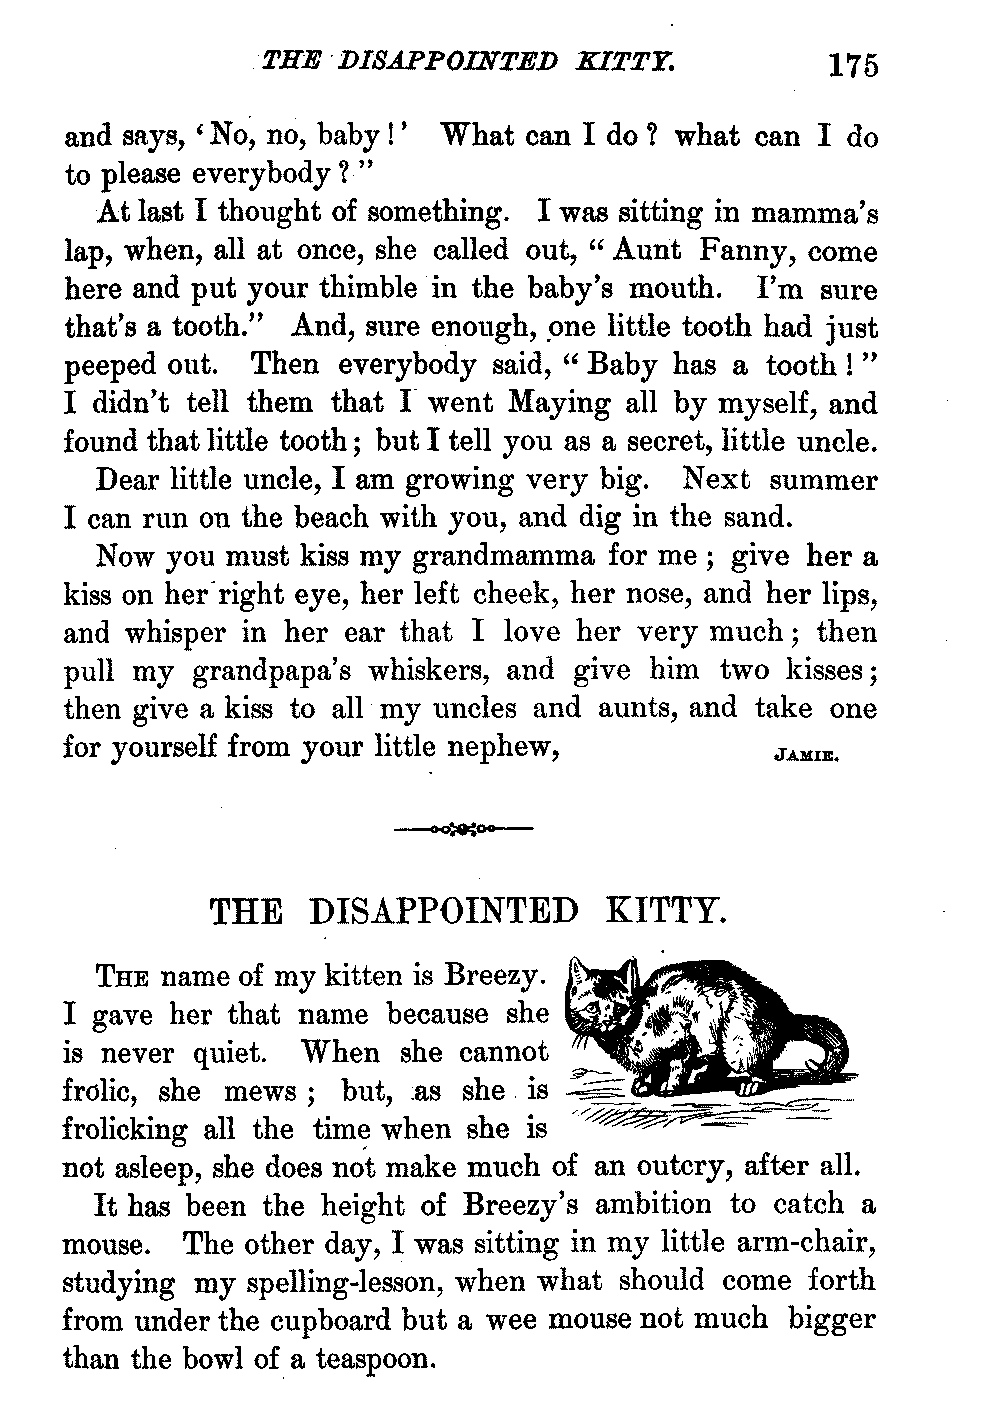 THE DISAPPOINTED KITTY. 175
and says, ‘No, no, baby!’ What can I do? what can I do
to please everybody?”
At last I thought of something. I was sitting in mamma’s
lap, when, all at once, she called out, “Aunt Fanny, come
here and put your thimble in the baby’s mouth. I’m sure
that’s a tooth.” And, sure enough, one little tooth had just
peeped out. Then everybody said, “Baby has a tooth!”
I didn’t tell them that I went Maying all by myself, and
found that little tooth; but I tell you as a secret, little uncle.
Dear little uncle, I am growing very big. Next summer
I can run on the beach with you, and dig in the sand.
Now you must kiss my grandmamma for me; give her a
kiss on her right eye, her left cheek, her nose, and her lips,
and whisper in her ear that I love her very much; then
pull my grandpapa’s whiskers, and give him two kisses;
then give a kiss to all my uncles and aunts, and take one
for yourself from your little nephew, JAMIE.
THE DISAPPOINTED KITTY.
THE name of my kitten is Breezy.
I gave her that name because she
is never quiet. When she cannot
frolic, she mews; but, as she is
frolicking all the time when she is
not asleep, she does not make much of an outcry, after all.
It has been the height of Breezy’s ambition to catch a
mouse. The other day, I was sitting in my little arm-chair,
studying my spelling-lesson, when what should come forth
from under the cupboard but a wee mouse not much bigger
than the bowl of a teaspoon.